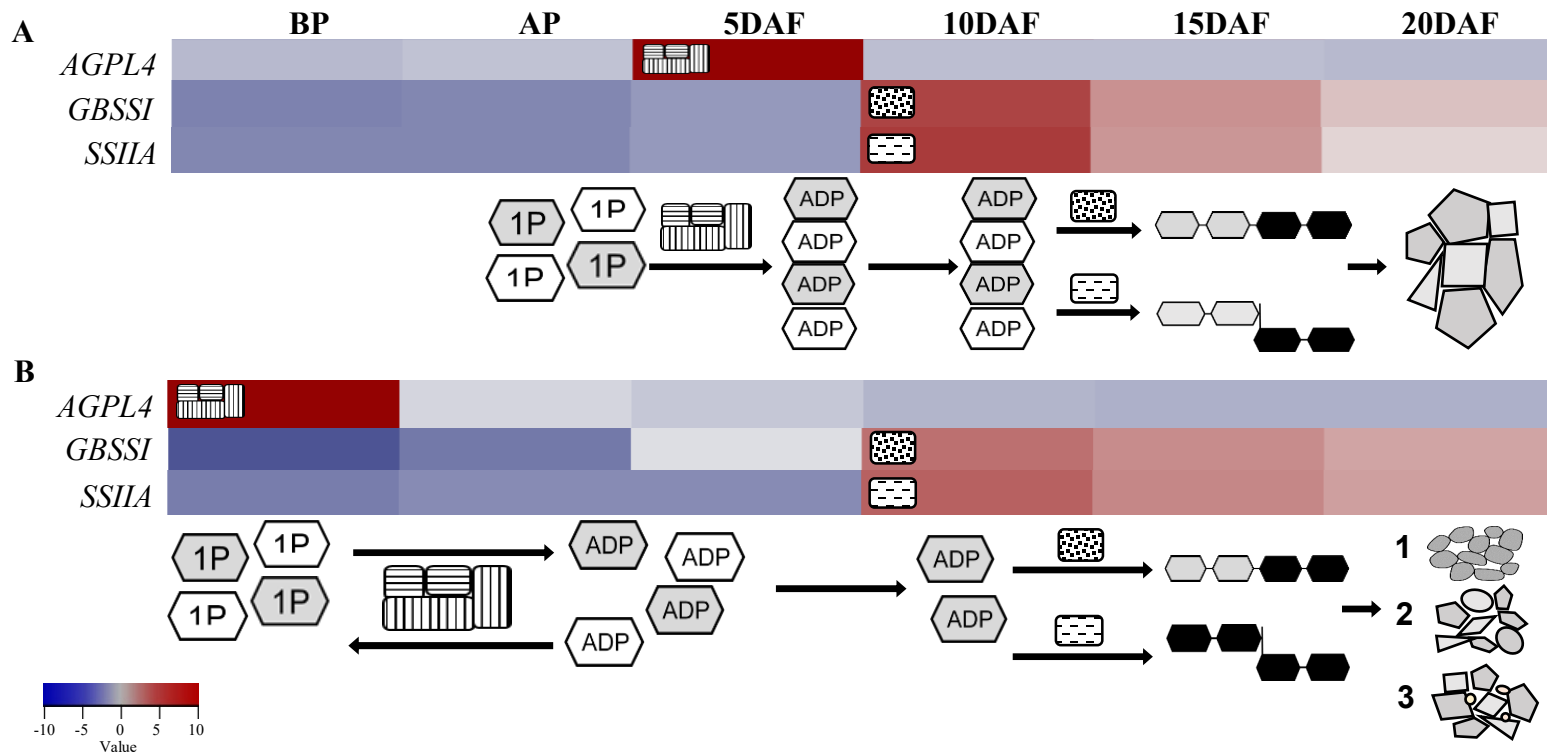 A
BP AP 5DAF 10DAF 15DAF 20DAF
AGPL4
GBSSI
SSIIA
1P 1P ADP ADP
1P 1P ADP ADP
ADP ADP
ADP ADP
B
AGPL4
GBSSI
SSIIA
1P 1P ADP ADP ADP 1
1P 1P ADP ADP 2
ADP
3
-10 -5 0 5 10
Value